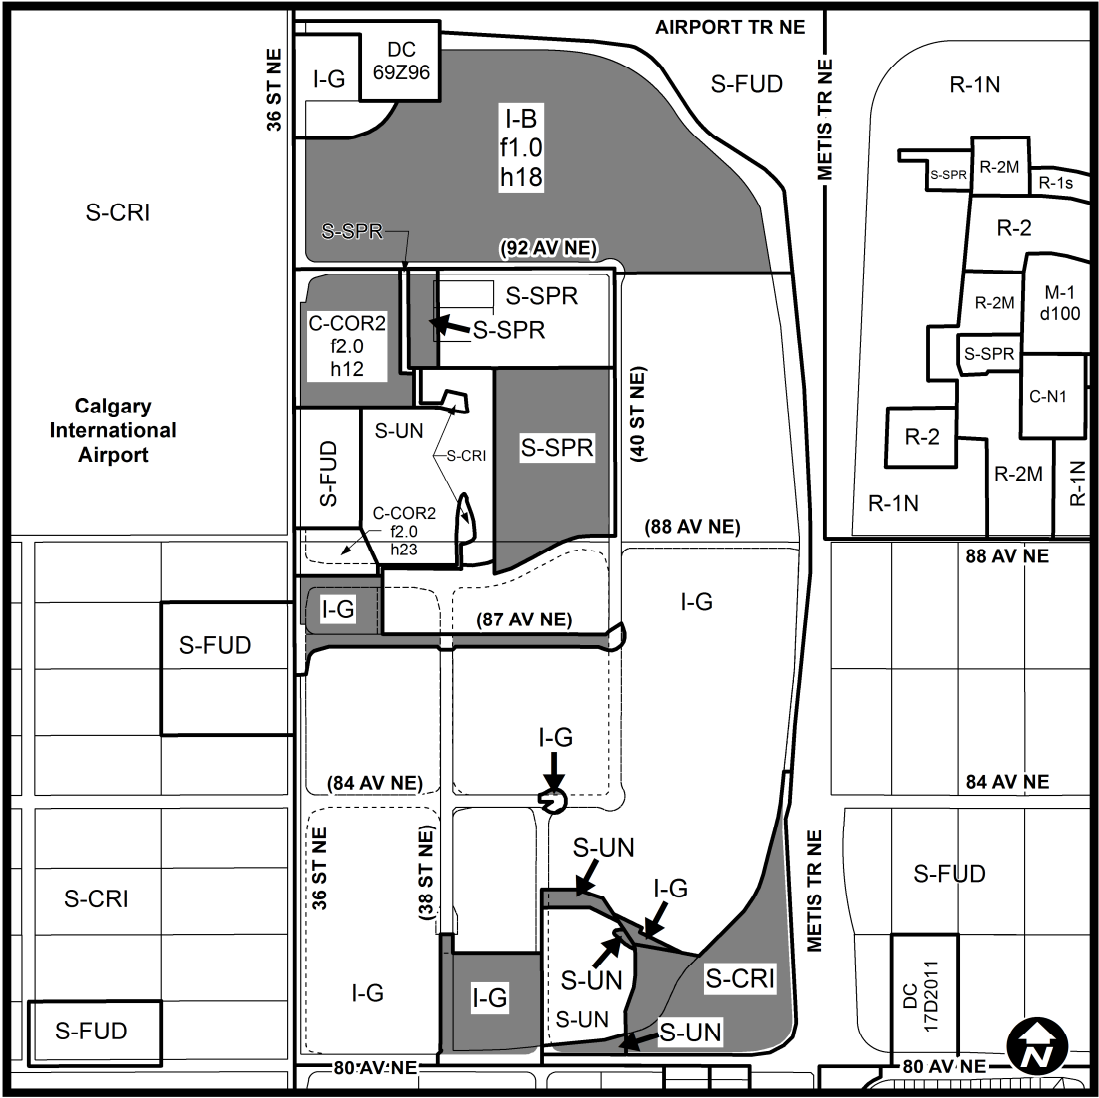 AIRPORT TR NE
36 ST NE
I-G
DC
69Z96
S-FUD
METIS TR NE
R-1N
I-B
f1.0
h18
S-SPR
R-2M
R-1s
S-CRI
S-SPR
(92 AV NE)
R-2
C-COR2
f2.0
h12
S-SPR
S-SPR
R-2M
M-1
d100
S-SPR
Calgary
International
Airport
S-FUD
S-UN
S-CRI
S-SPR
(40 ST NE)
C-N1
R-2
R-2M
R-1N
R-1N
C-COR2
f2.0
h23
(88 AV NE)
88 AV NE
I-G
I-G
(87 AV NE)
S-FUD
I-G
(84 AV NE)
84 AV NE
36 ST NE
(38 ST NE)
S-UN
I-G
METIS TR NE
S-FUD
S-CRI
S-UN
S-CRI
I-G
I-G
S-UN
S-UN
DC
17D2011
S-FUD
80 AV NE
80 AV NE
N